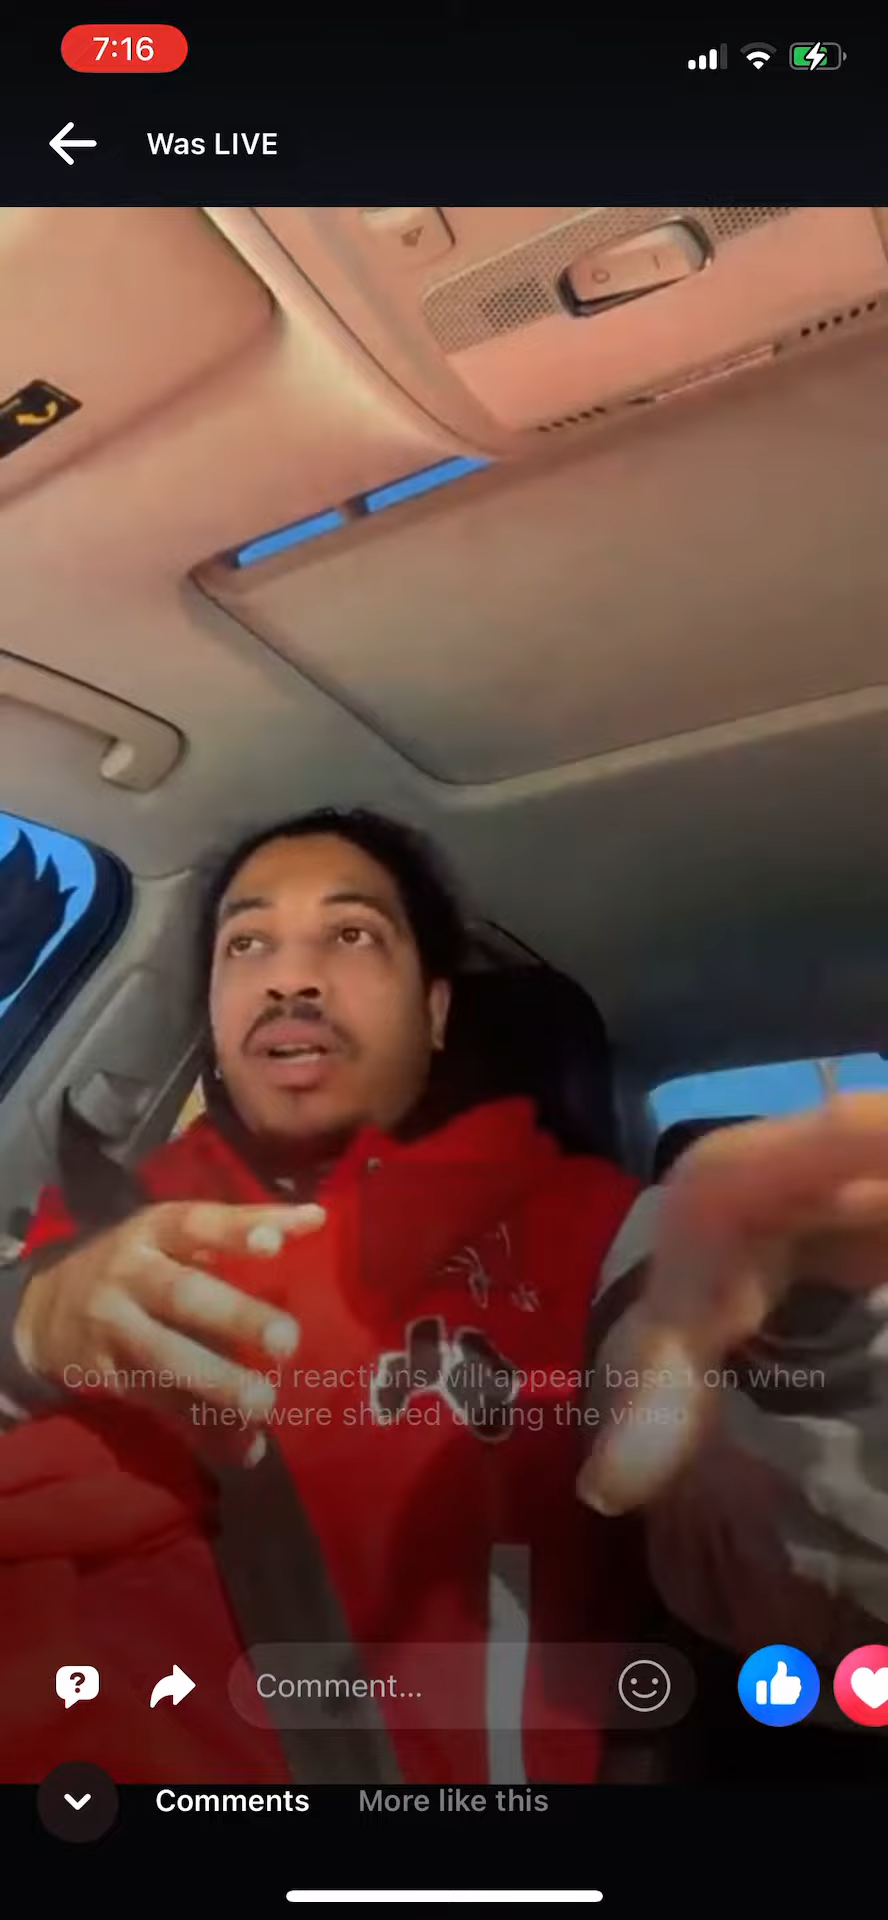 7:16
Was LIVE
Comments and reactions will appear based on when
they were shared during the video
Comment...
Comments
More like this